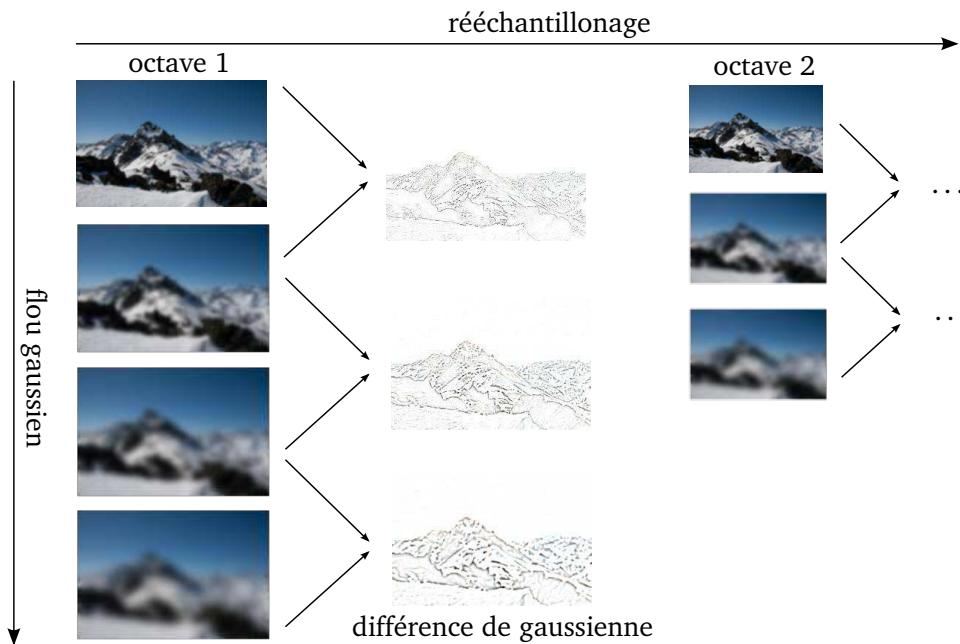 rééchantillonage
octave 1
octave 2
...
flou gaussien
..
différence de gaussienne